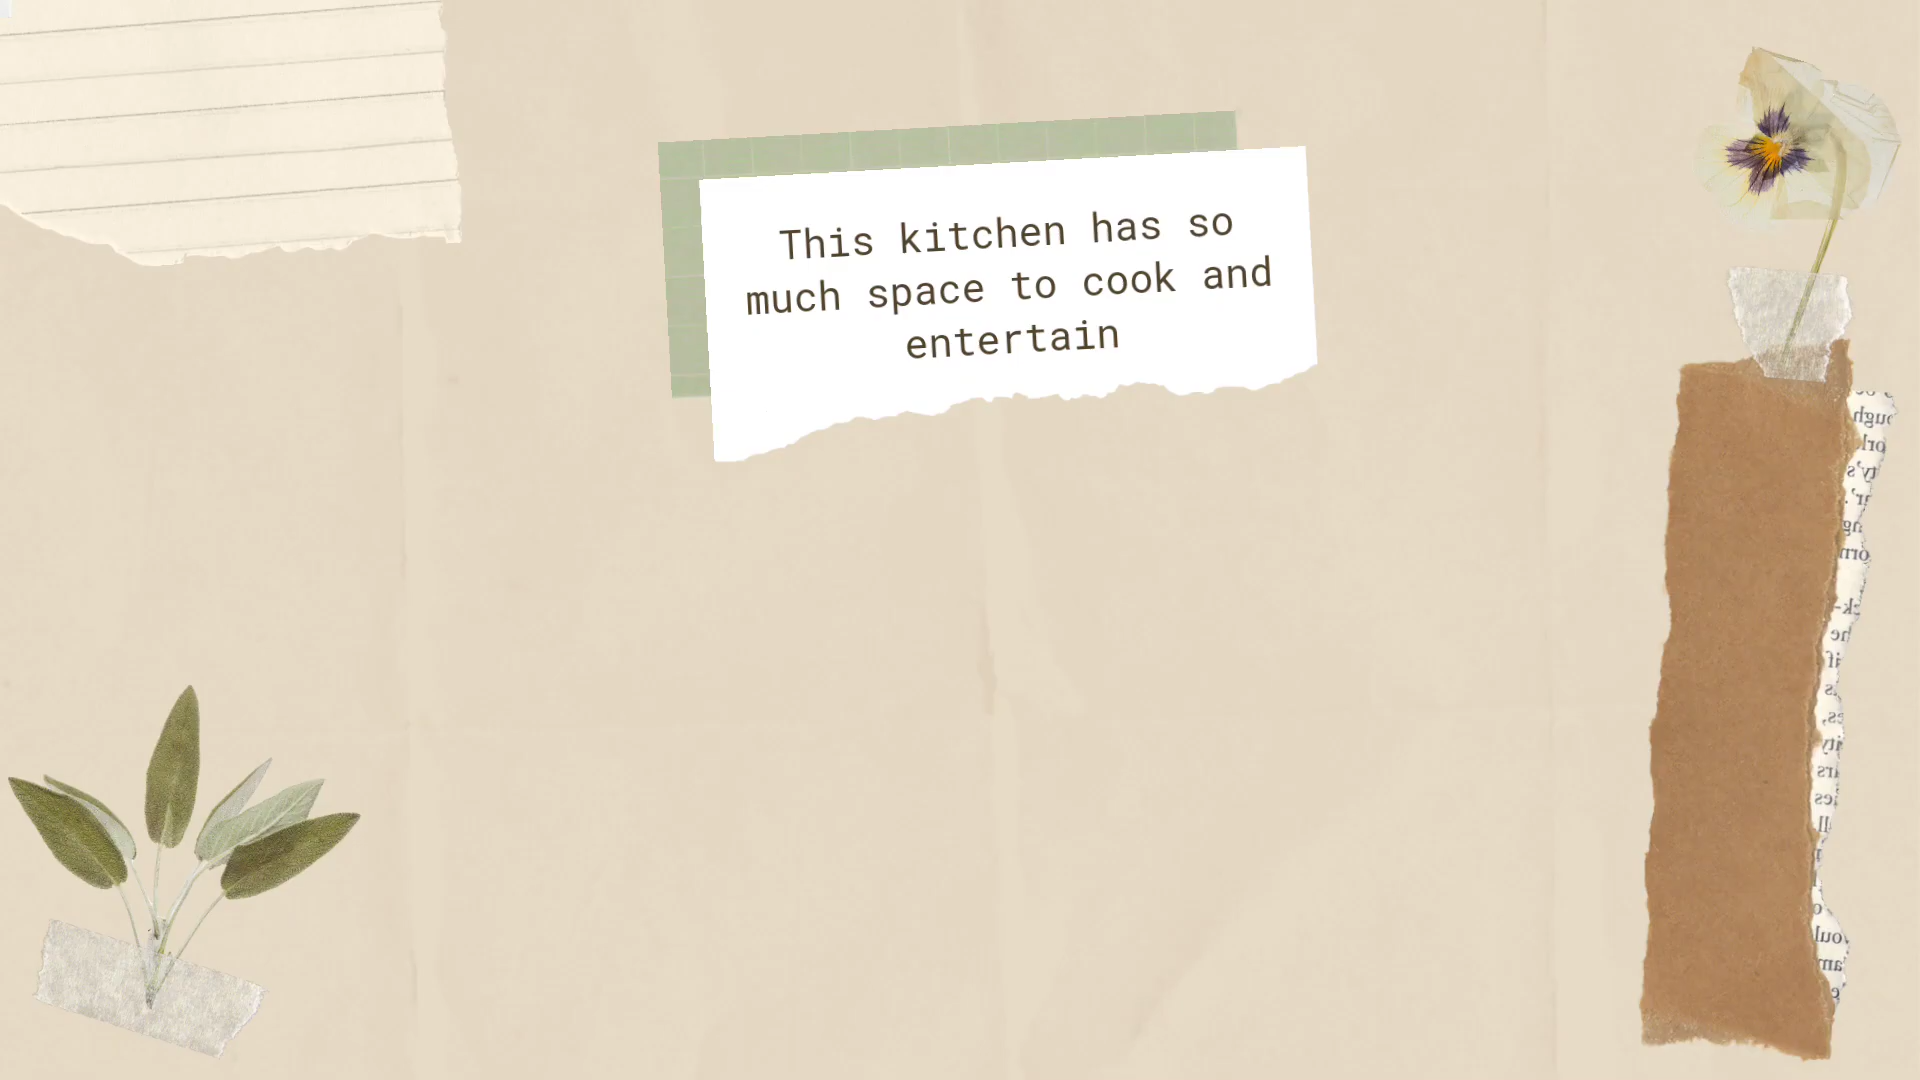 This kitchen has so
much space to cook and
entertain